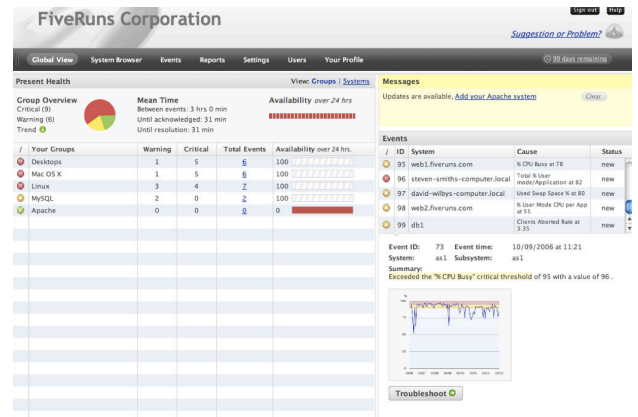 FiveRuns Corporation
Sign out Help
Suggestion or Problem?
Global View System Browser Events Reports Settings Users Your Profile
99 days remaining
Present Health View: Groups | Systems
Group Overview
Critical (9)
Warning (6)
Trend
Mean Time
Between events: 3 hrs 0 min
Until acknowledged: 31 min
Until resolution: 31 min
Availability over 24 hrs
/ Your Groups Warning Critical Total Events Availability over 24 hrs.
Desktops 1 5 6 100
Mac OS X 1 5 6 100
Linux 3 4 7 100
MySQL 2 0 2 100
Apache 0 0 0 0
Messages
Updates are available, Add your Apache system Clear
Events
/ ID System Cause Status
95 web1.fiveruns.com % CPU Busy at 78 new
96 steven-smiths-computer.local Total % User mode/Application at 82 new
97 david-wilbys-computer.local Used Swap Space % at 80 new
98 web2.fiveruns.com % User Mode CPU per App at 55 new
99 db1 Clients Aborted Rate at 3.35 new
Event ID: 73 Event time: 10/09/2006 at 11:21
System: as1 Subsystem: as1
Summary:
Exceeded the "% CPU Busy" critical threshold of 95 with a value of 96 .
Troubleshoot